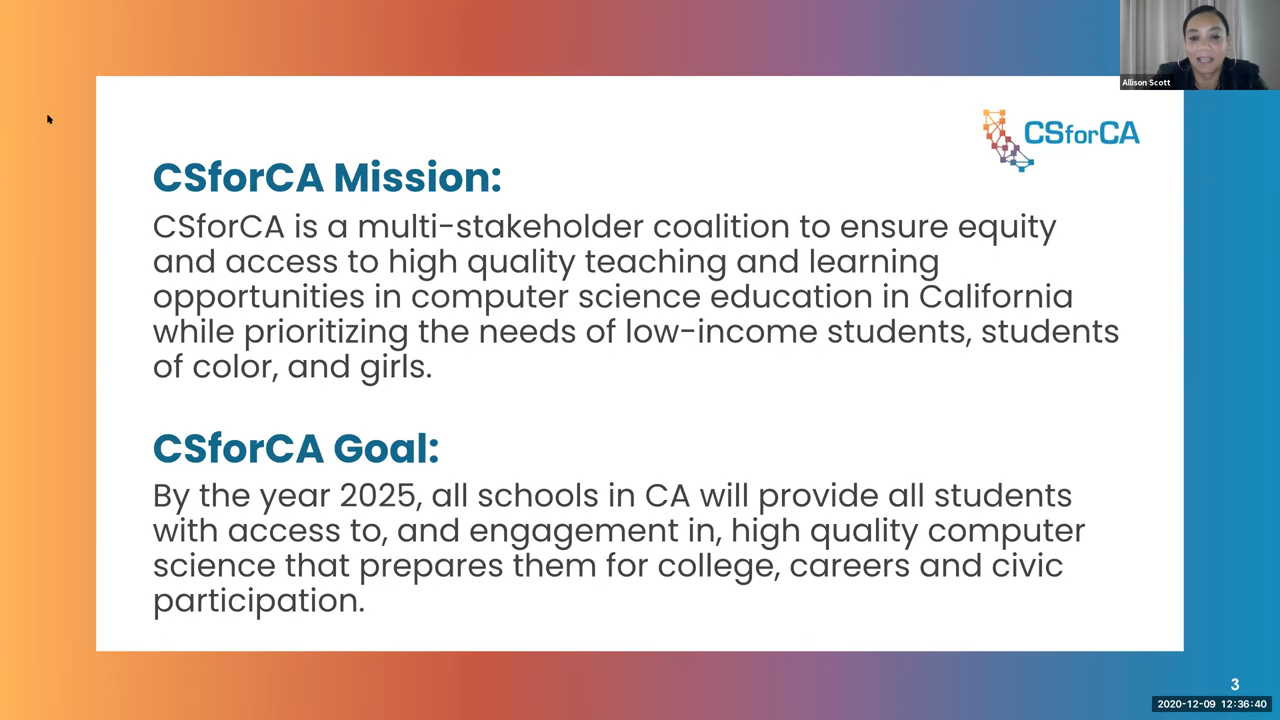 Allison Scott
CSforCA
CSforCA Mission:
CSforCA is a multi-stakeholder coalition to ensure equity
and access to high quality teaching and learning
opportunities in computer science education in California
while prioritizing the needs of low-income students, students
of color, and girls.
CSforCA Goal:
By the year 2025, all schools in CA will provide all students
with access to, and engagement in, high quality computer
science that prepares them for college, careers and civic
participation.
3
2020-12-09 12:36:40